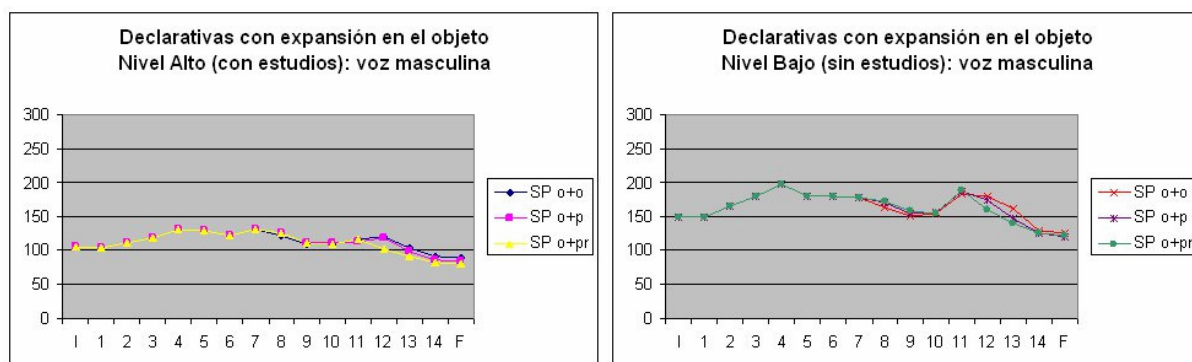 Declarativas con expansión en el objeto
Nivel Alto (con estudios): voz masculina
300
250
200
150
100
50
0
I 1 2 3 4 5 6 7 8 9 10 11 12 13 14 F
SP o+o
SP o+p
SP o+pr
Declarativas con expansión en el objeto
Nivel Bajo (sin estudios): voz masculina
300
250
200
150
100
50
0
I 1 2 3 4 5 6 7 8 9 10 11 12 13 14 F
SP o+o
SP o+p
SP o+pr